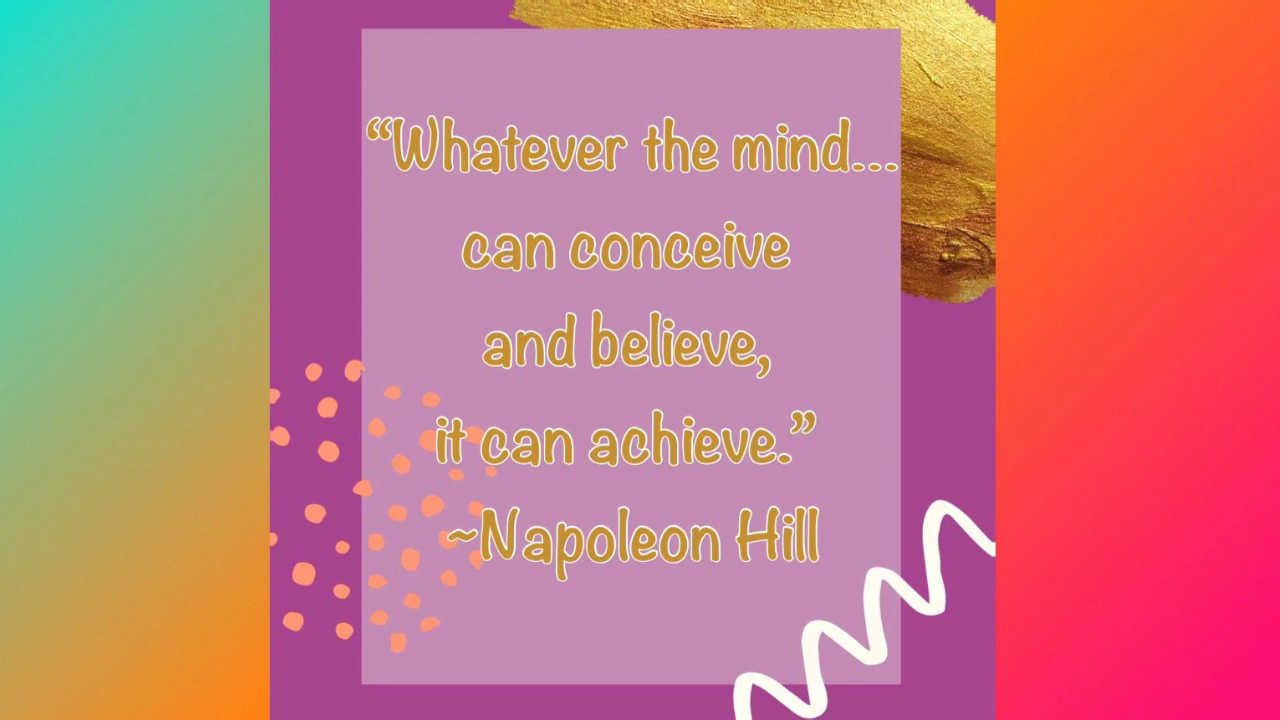 “Whatever the mind...
can conceive
and believe,
it can achieve.”
~Napoleon Hill